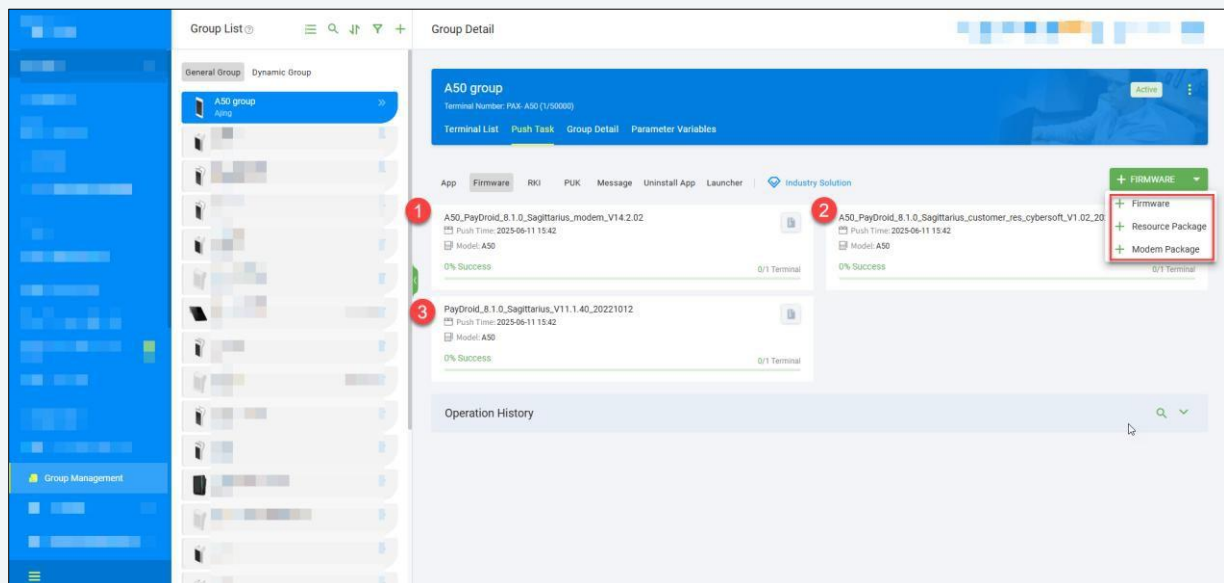 Group List
Group Detail
General Group Dynamic Group
A50 group
Ajing
A50 group
Active
Terminal Number: PAX- A50 (1/50000)
Terminal List Push Task Group Detail Parameter Variables
App Firmware RKI PUK Message Uninstall App Launcher Industry Solution
+ FIRMWARE
+ Firmware
+ Resource Package
+ Modem Package
1
A50_PayDroid_8.1.0_Sagittarius_modem_V14.2.02
Push Time: 2025-06-11 15:42
Model: A50
0% Success
0/1 Terminal
2
A50_PayDroid_8.1.0_Sagittarius_customer_res_cybersoft_V1.02_20
Push Time: 2025-06-11 15:42
Model: A50
0% Success
0/1 Terminal
3
PayDroid_8.1.0_Sagittarius_V11.1.40_20221012
Push Time: 2025-06-11 15:42
Model: A50
0% Success
0/1 Terminal
Operation History
Group Management